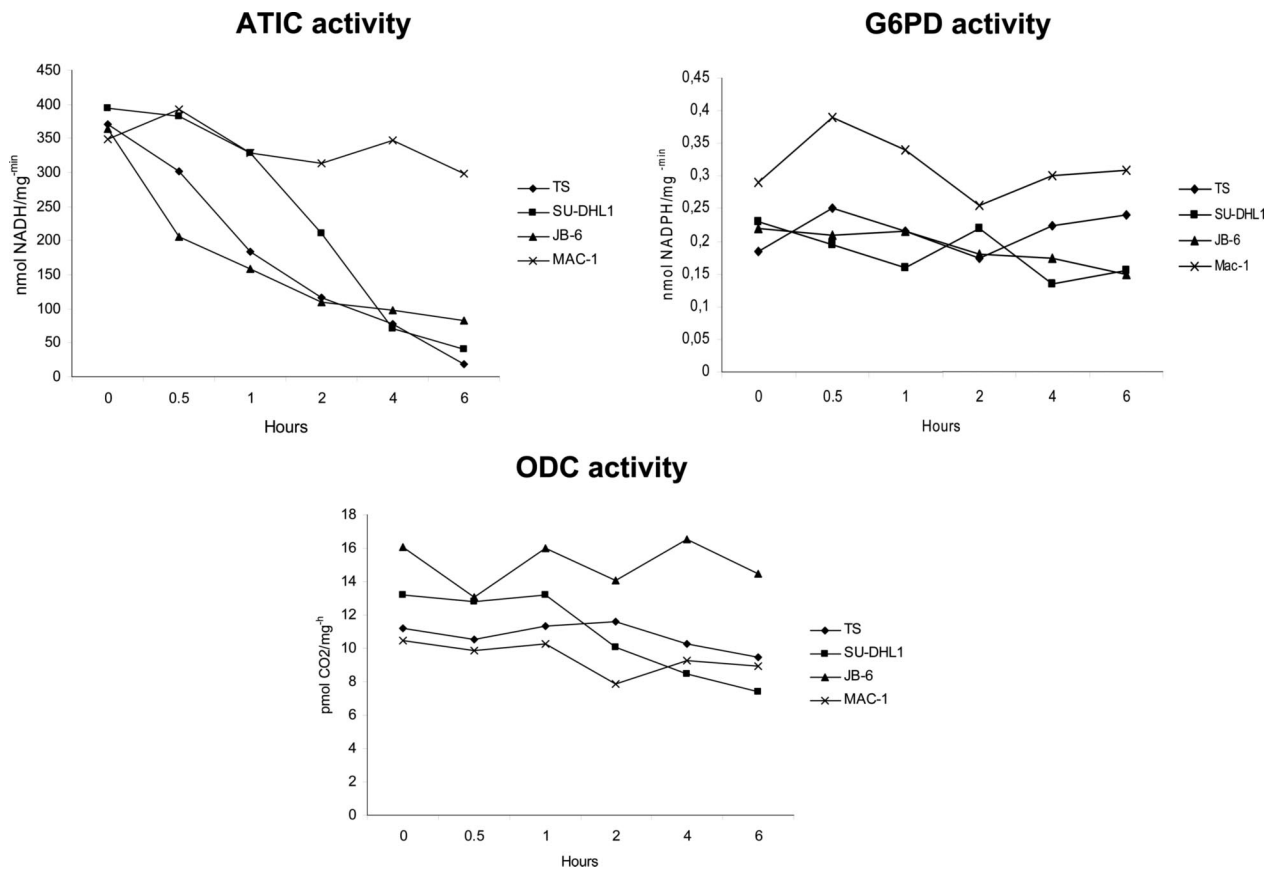 ATIC activity
450
400
350
300
250
200
150
100
50
0
nmol NADH/mg-min
0 0.5 1 2 4 6
Hours
TS
SU-DHL1
JB-6
MAC-1
G6PD activity
0,45
0,4
0,35
0,3
0,25
0,2
0,15
0,1
0,05
0
nmol NADPH/mg -min
0 0.5 1 2 4 6
Hours
TS
SU-DHL1
JB-6
Mac-1
ODC activity
18
16
14
12
10
8
6
4
2
0
pmol CO2/mg-h
0 0.5 1 2 4 6
Hours
TS
SU-DHL1
JB-6
MAC-1